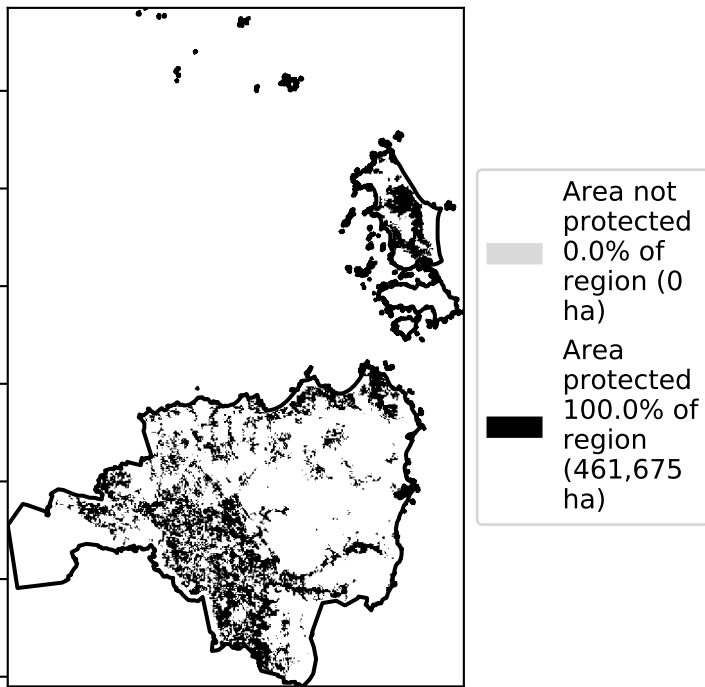 Area not
protected
0.0% of
region (0
ha)
Area
protected
100.0% of
region
(461,675
ha)